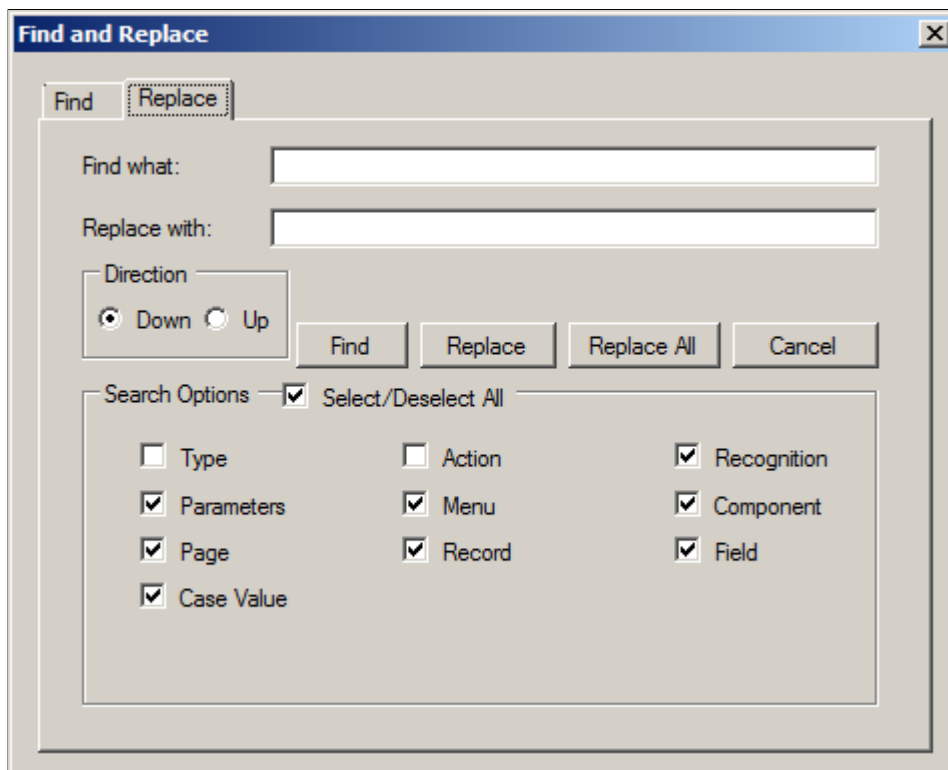 Find and Replace
Find Replace
Find what:
Replace with:
Direction
Down Up
Find Replace Replace All Cancel
Search Options Select/Deselect All
Type Action Recognition
Parameters Menu Component
Page Record Field
Case Value